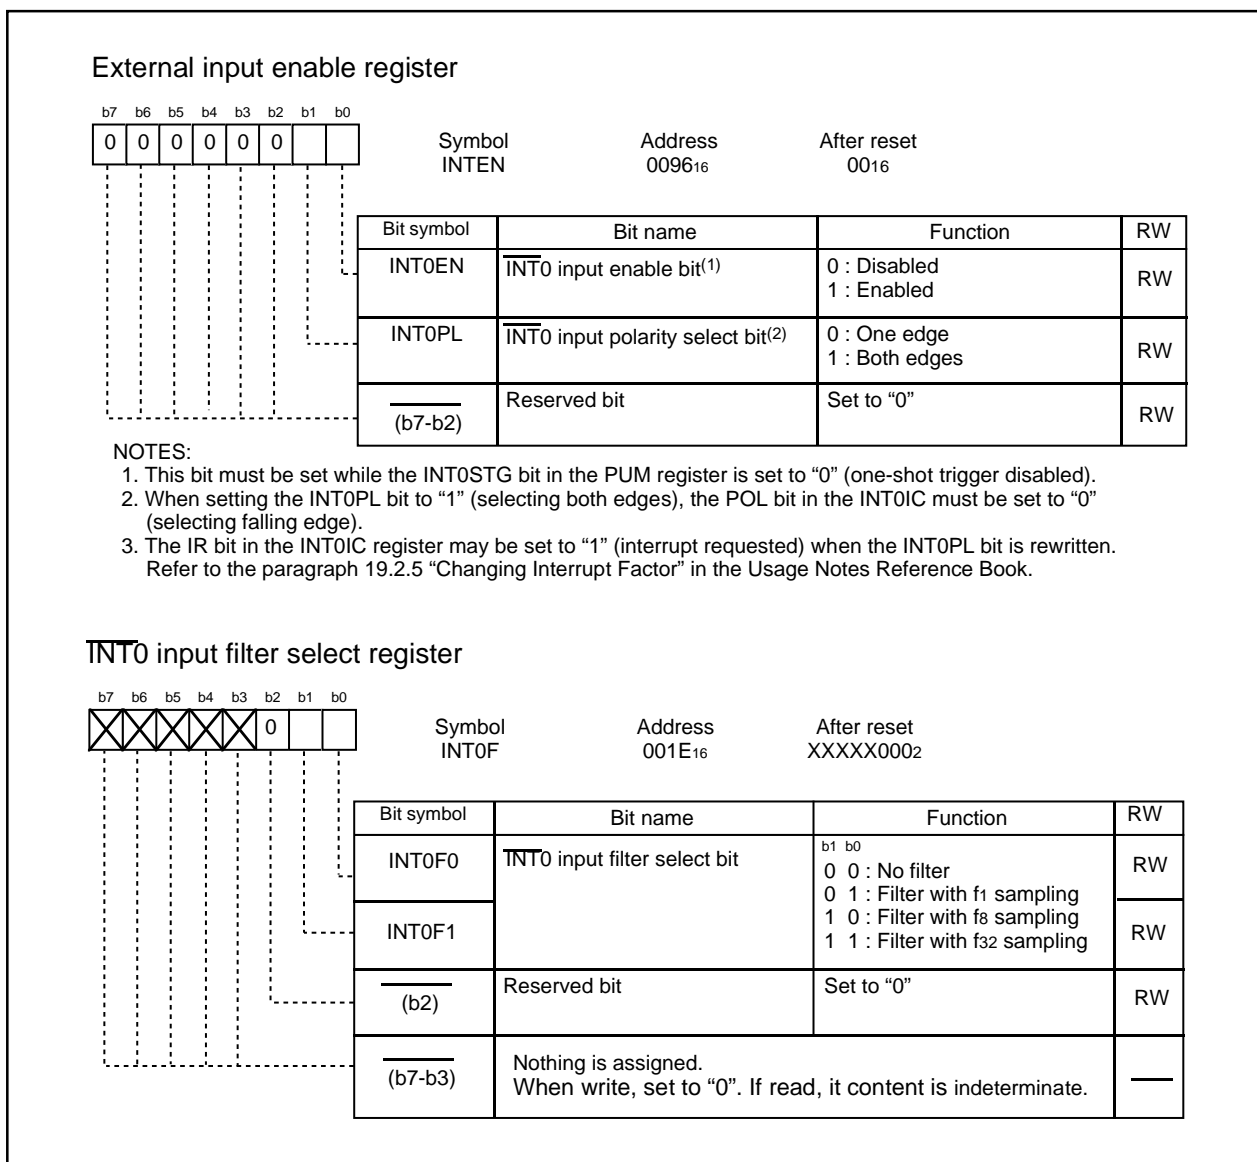 External input enable register
b7 b6 b5 b4 b3 b2 b1 b0
0 0 0 0 0 0
Symbol Address After reset
INTEN 009616 0016
Bit symbol Bit name Function RW
INT0EN INT0 input enable bit(1) 0 : Disabled RW
1 : Enabled
INT0PL INT0 input polarity select bit(2) 0 : One edge RW
1 : Both edges
(b7-b2) Reserved bit Set to “0” RW
NOTES:
1. This bit must be set while the INT0STG bit in the PUM register is set to “0” (one-shot trigger disabled).
2. When setting the INT0PL bit to “1” (selecting both edges), the POL bit in the INT0IC must be set to “0”
(selecting falling edge).
3. The IR bit in the INT0IC register may be set to “1” (interrupt requested) when the INT0PL bit is rewritten.
Refer to the paragraph 19.2.5 “Changing Interrupt Factor” in the Usage Notes Reference Book.
INT0 input filter select register
b7 b6 b5 b4 b3 b2 b1 b0
0
Symbol Address After reset
INT0F 001E16 XXXXX0002
Bit symbol Bit name Function RW
INT0F0 INT0 input filter select bit b1 b0 RW
0 0 : No filter
0 1 : Filter with f1 sampling
INT0F1 1 0 : Filter with f8 sampling RW
1 1 : Filter with f32 sampling
(b2) Reserved bit Set to “0” RW
(b7-b3) Nothing is assigned.
When write, set to “0”. If read, it content is indeterminate.